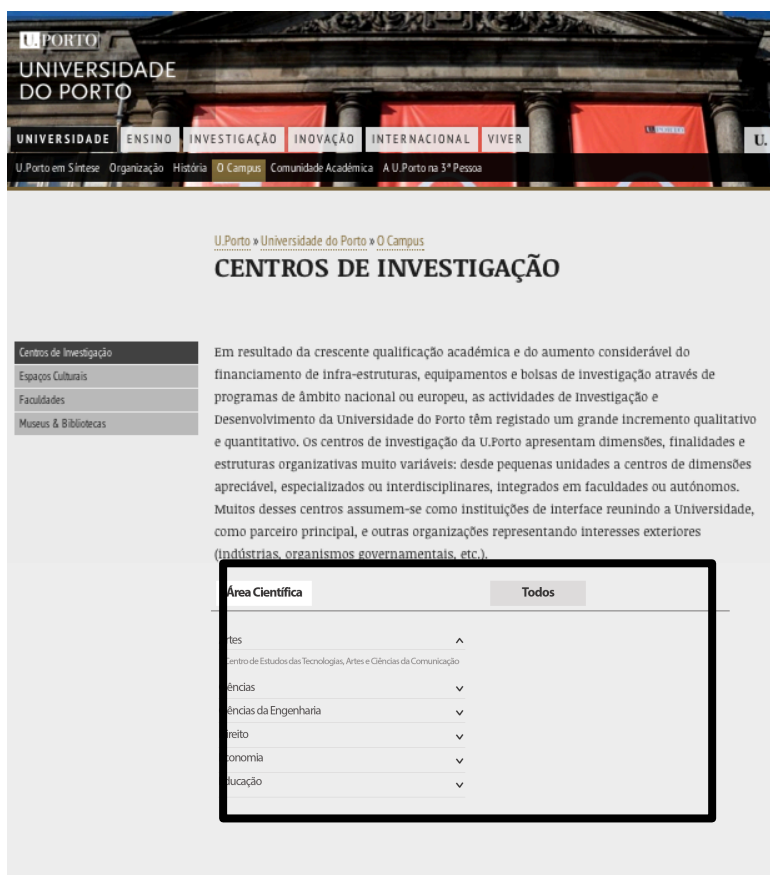 U.PORTO
UNIVERSIDADE
DO PORTO
UNIVERSIDADE ENSINO INVESTIGAÇÃO INOVAÇÃO INTERNACIONAL VIVER U.
U.Porto em Síntese Organização História O Campus Comunidade Académica A U.Porto na 3ª Pessoa
U.Porto » Universidade do Porto » O Campus
CENTROS DE INVESTIGAÇÃO
Centros de Investigação
Espaços Culturais
Faculdades
Museus & Bibliotecas
Em resultado da crescente qualificação académica e do aumento considerável do
financiamento de infra-estruturas, equipamentos e bolsas de investigação através de
programas de âmbito nacional ou europeu, as actividades de Investigação e
Desenvolvimento da Universidade do Porto têm registado um grande incremento qualitativo
e quantitativo. Os centros de investigação da U.Porto apresentam dimensões, finalidades e
estruturas organizativas muito variáveis: desde pequenas unidades a centros de dimensões
apreciável, especializados ou interdisciplinares, integrados em faculdades ou autónomos.
Muitos desses centros assumem-se como instituições de interface reunindo a Universidade,
como parceiro principal, e outras organizações representando interesses exteriores
(indústrias, organismos governamentais, etc.).
Área Científica Todos
rtes
entro de Estudos das Tecnologias, Artes e Ciências da Comunicação
iências
iências da Engenharia
ireito
conomia
ducação